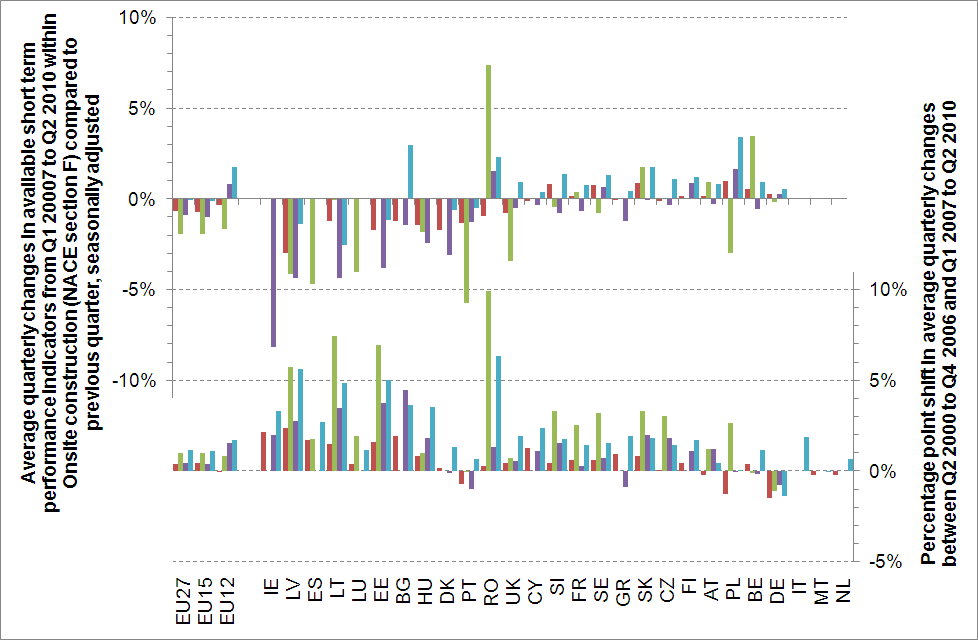 Average quarterly changes in available short term
performance indicators from Q1 20007 to Q2 2010 within
Onsite construction (NACE section F) compared to
previous quarter, seasonally adjusted
10%
5%
0%
-5%
-10%
10%
5%
0%
-5%
Percentage point shift in average quarterly changes
between Q2 2000 to Q4 2006 and Q1 2007 to Q2 2010
EU27
EU15
EU12
IE
LV
ES
LT
LU
EE
BG
HU
DK
PT
RO
UK
CY
SI
FR
SE
GR
SK
CZ
FI
AT
PL
BE
DE
IT
MT
NL